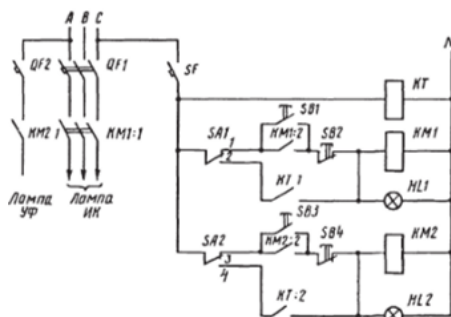 A B C N
QF2 QF1 SF
KT
SB1
KM2:1 KM1:1 SA1 1 KM1:2 SB2 KM1
2
Лампа УФ
Лампа ИК
KT:1 HL1
SB3
SA2 KM2:2 SB4 KM2
3
4
KT:2 HL2